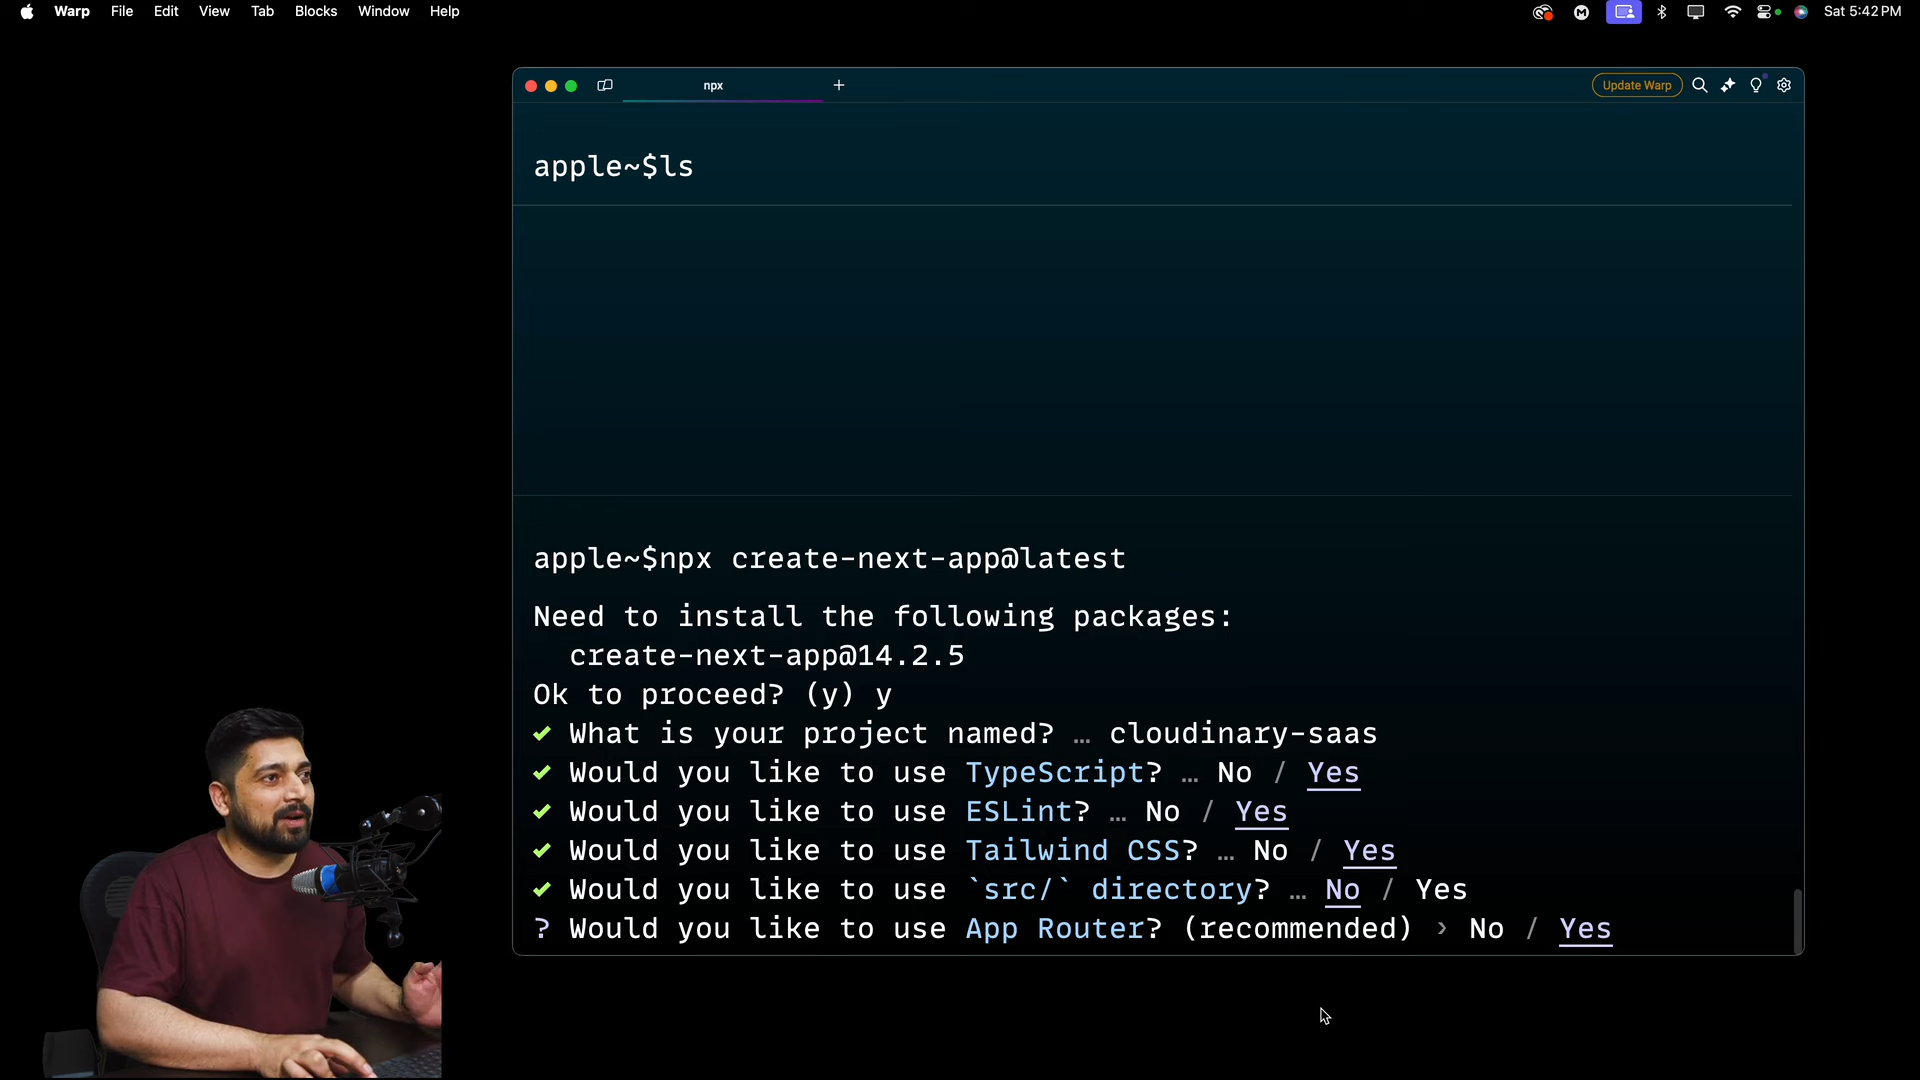 Warp File Edit View Tab Blocks Window Help Sat 5:42 PM
npx Update Warp
apple~$ls
apple~$npx create-next-app@latest
Need to install the following packages:
create-next-app@14.2.5
Ok to proceed? (y) y
✔ What is your project named? … cloudinary-saas
✔ Would you like to use TypeScript? … No / Yes
✔ Would you like to use ESLint? … No / Yes
✔ Would you like to use Tailwind CSS? … No / Yes
✔ Would you like to use `src/` directory? … No / Yes
? Would you like to use App Router? (recommended) › No / Yes